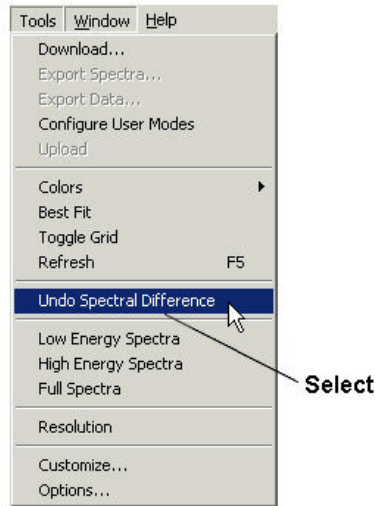 Tools Window Help
Download...
Export Spectra...
Export Data...
Configure User Modes
Upload
Colors
Best Fit
Toggle Grid
Refresh F5
Undo Spectral Difference
Low Energy Spectra
High Energy Spectra
Full Spectra
Select
Resolution
Customize...
Options...